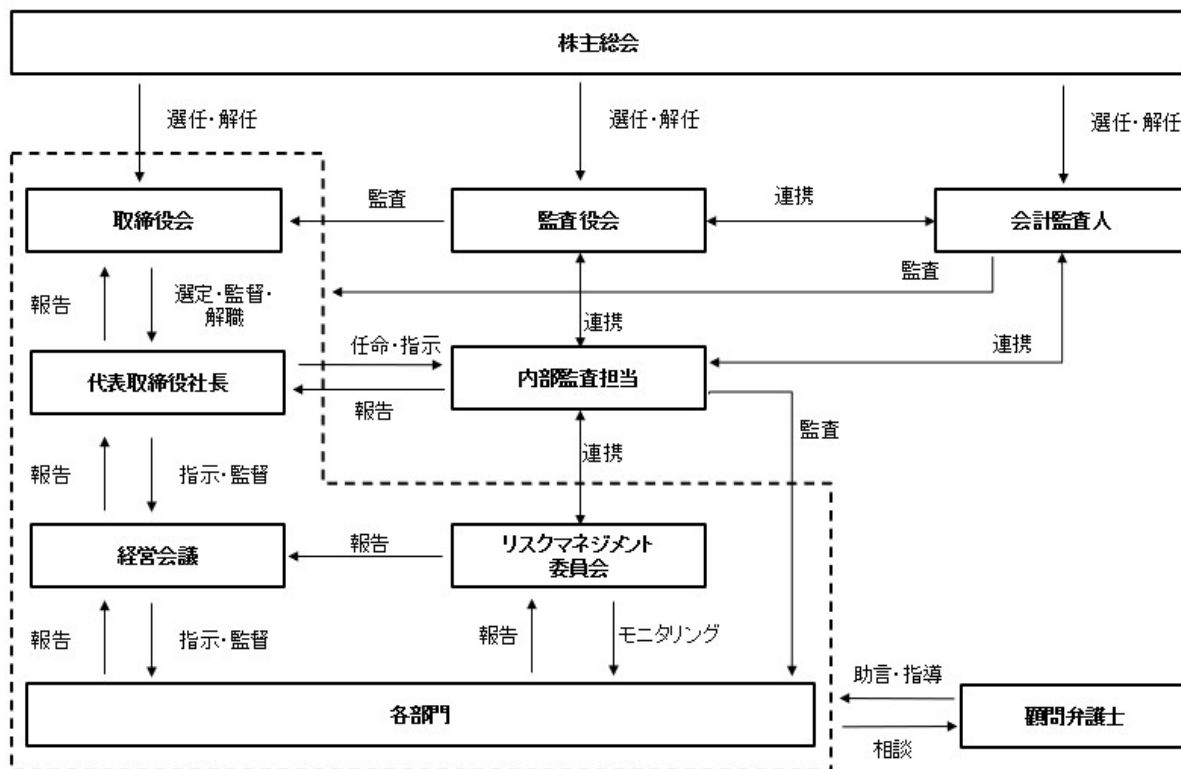 株主総会
選任・解任
選任・解任
選任・解任
取締役会
監査
監査役会
連携
会計監査人
監査
報告
選定・監督・
解職
連携
任命・指示
連携
代表取締役社長
内部監査担当
報告
監査
報告
指示・監督
連携
経営会議
報告
リスクマネジメント
委員会
報告
指示・監督
報告
モニタリング
助言・指導
各部門
顧問弁護士
相談